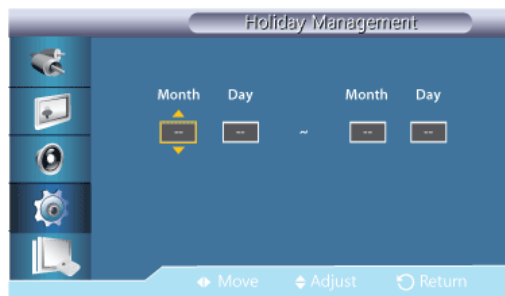 Holiday Management
Month Day Month Day
-- -- ~ -- --
Move Adjust Return